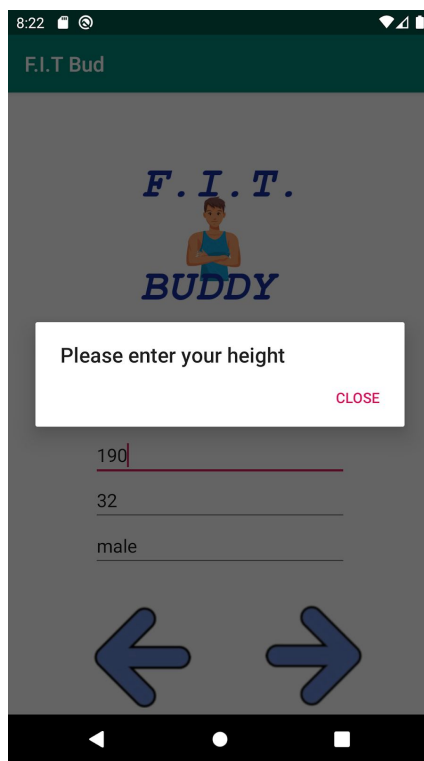 8:22
F.I.T Bud
F.I.T.
BUDDY
Please enter your height
CLOSE
190
32
male